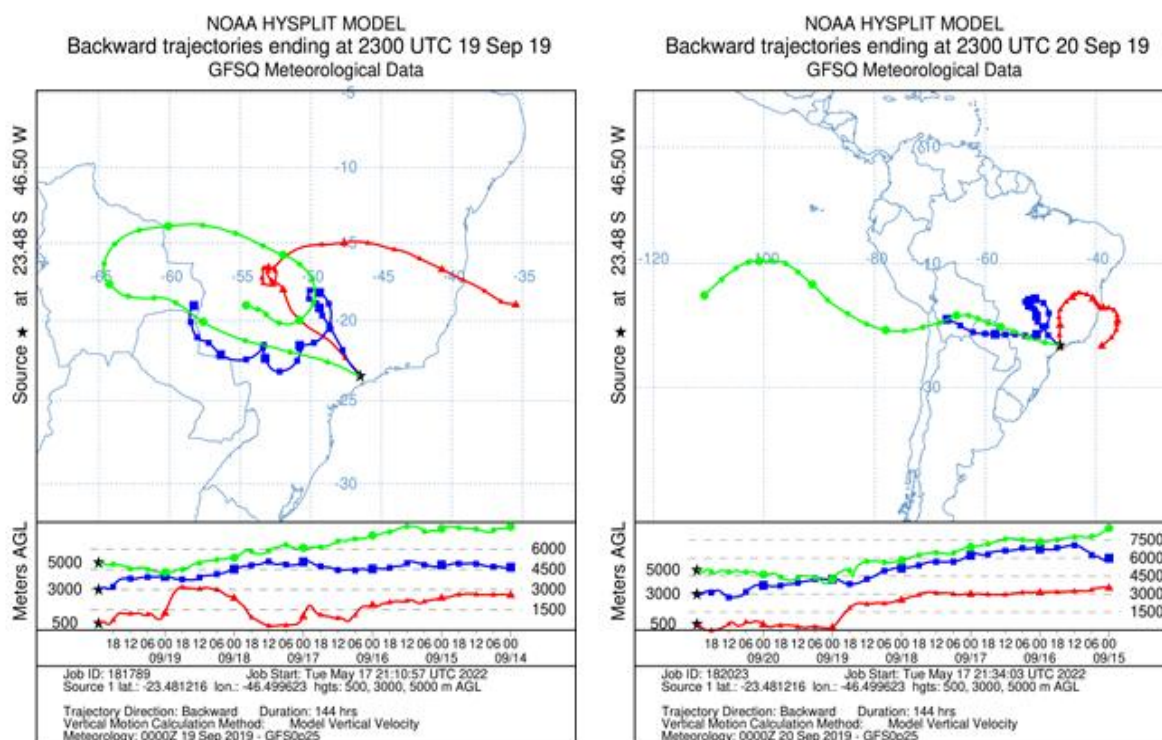 NOAA HYSPLIT MODEL
Backward trajectories ending at 2300 UTC 19 Sep 19
GFSQ Meteorological Data
Source ★ at 23.48 S 46.50 W
-5
-10
-15
-65 -60 -55 -50 -45 -40 -35
-20
-25
-30
Meters AGL
5000
3000
500
6000
4500
3000
1500
18 12 06 00 18 12 06 00 18 12 06 00 18 12 06 00 18 12 06 00 18 12 06 00
09/19 09/18 09/17 09/16 09/15 09/14
Job ID: 181789 Job Start: Tue May 17 21:10:57 UTC 2022
Source 1 lat.: -23.481216 lon.: -46.499623 hgts: 500, 3000, 5000 m AGL
Trajectory Direction: Backward Duration: 144 hrs
Vertical Motion Calculation Method: Model Vertical Velocity
Meteorology: 0000Z 19 Sep 2019 - GFS0p25
NOAA HYSPLIT MODEL
Backward trajectories ending at 2300 UTC 20 Sep 19
GFSQ Meteorological Data
Source ★ at 23.48 S 46.50 W
10
-120 -100 -80 -60 -40
-10
-30
Meters AGL
5000
3000
500
7500
6000
4500
3000
1500
18 12 06 00 18 12 06 00 18 12 06 00 18 12 06 00 18 12 06 00 18 12 06 00
09/20 09/19 09/18 09/17 09/16 09/15
Job ID: 182023 Job Start: Tue May 17 21:34:03 UTC 2022
Source 1 lat.: -23.481216 lon.: -46.499623 hgts: 500, 3000, 5000 m AGL
Trajectory Direction: Backward Duration: 144 hrs
Vertical Motion Calculation Method: Model Vertical Velocity
Meteorology: 0000Z 20 Sep 2019 - GFS0p25